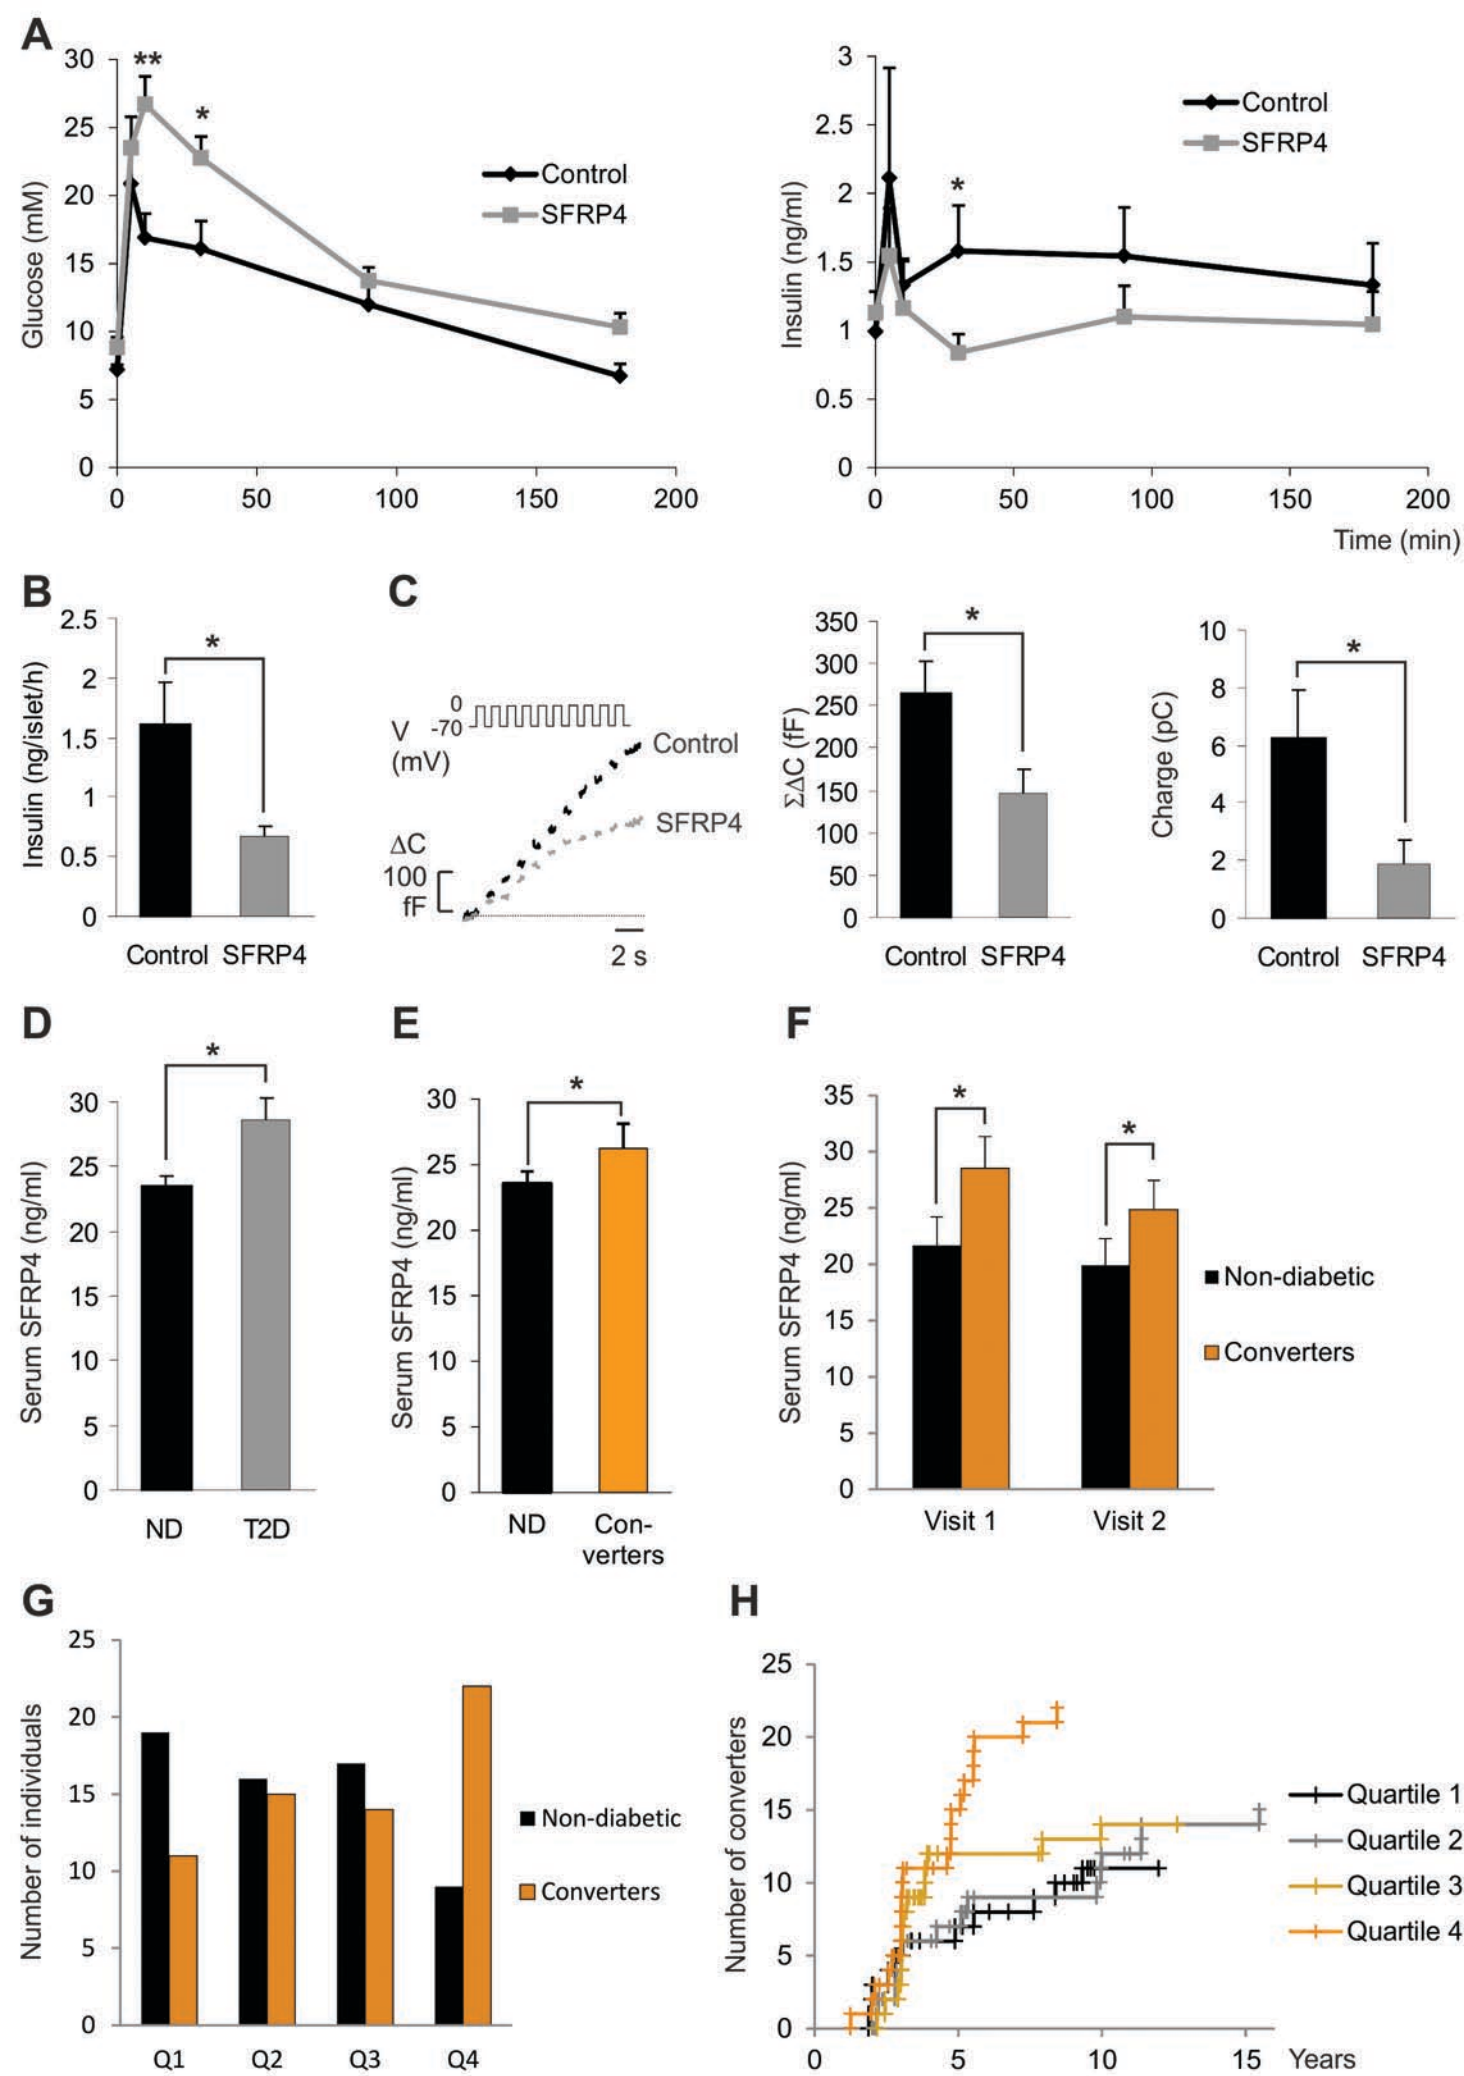 A
30
25
20
15
10
5
0
Glucose (mM)
**
*
Control
SFRP4
0 50 100 150 200
3
2.5
2
1.5
1
0.5
0
Insulin (ng/ml)
*
Control
SFRP4
0 50 100 150 200
Time (min)
B
2.5
2
1.5
1
0.5
0
Insulin (ng/islet/h)
*
Control SFRP4
C
0
V -70
(mV)
Control
SFRP4
ΔC
100
fF
2 s
350
300
250
200
150
100
50
0
ΣΔC (fF)
*
Control SFRP4
10
8
6
4
2
0
Charge (pC)
*
Control SFRP4
D
30
25
20
15
10
5
0
Serum SFRP4 (ng/ml)
*
ND T2D
E
30
25
20
15
10
5
0
Serum SFRP4 (ng/ml)
*
ND Con-
verters
F
35
30
25
20
15
10
5
0
Serum SFRP4 (ng/ml)
*
*
Non-diabetic
Converters
Visit 1 Visit 2
G
25
20
15
10
5
0
Number of individuals
Non-diabetic
Converters
Q1 Q2 Q3 Q4
H
25
20
15
10
5
0
Number of converters
Quartile 1
Quartile 2
Quartile 3
Quartile 4
0 5 10 15 Years